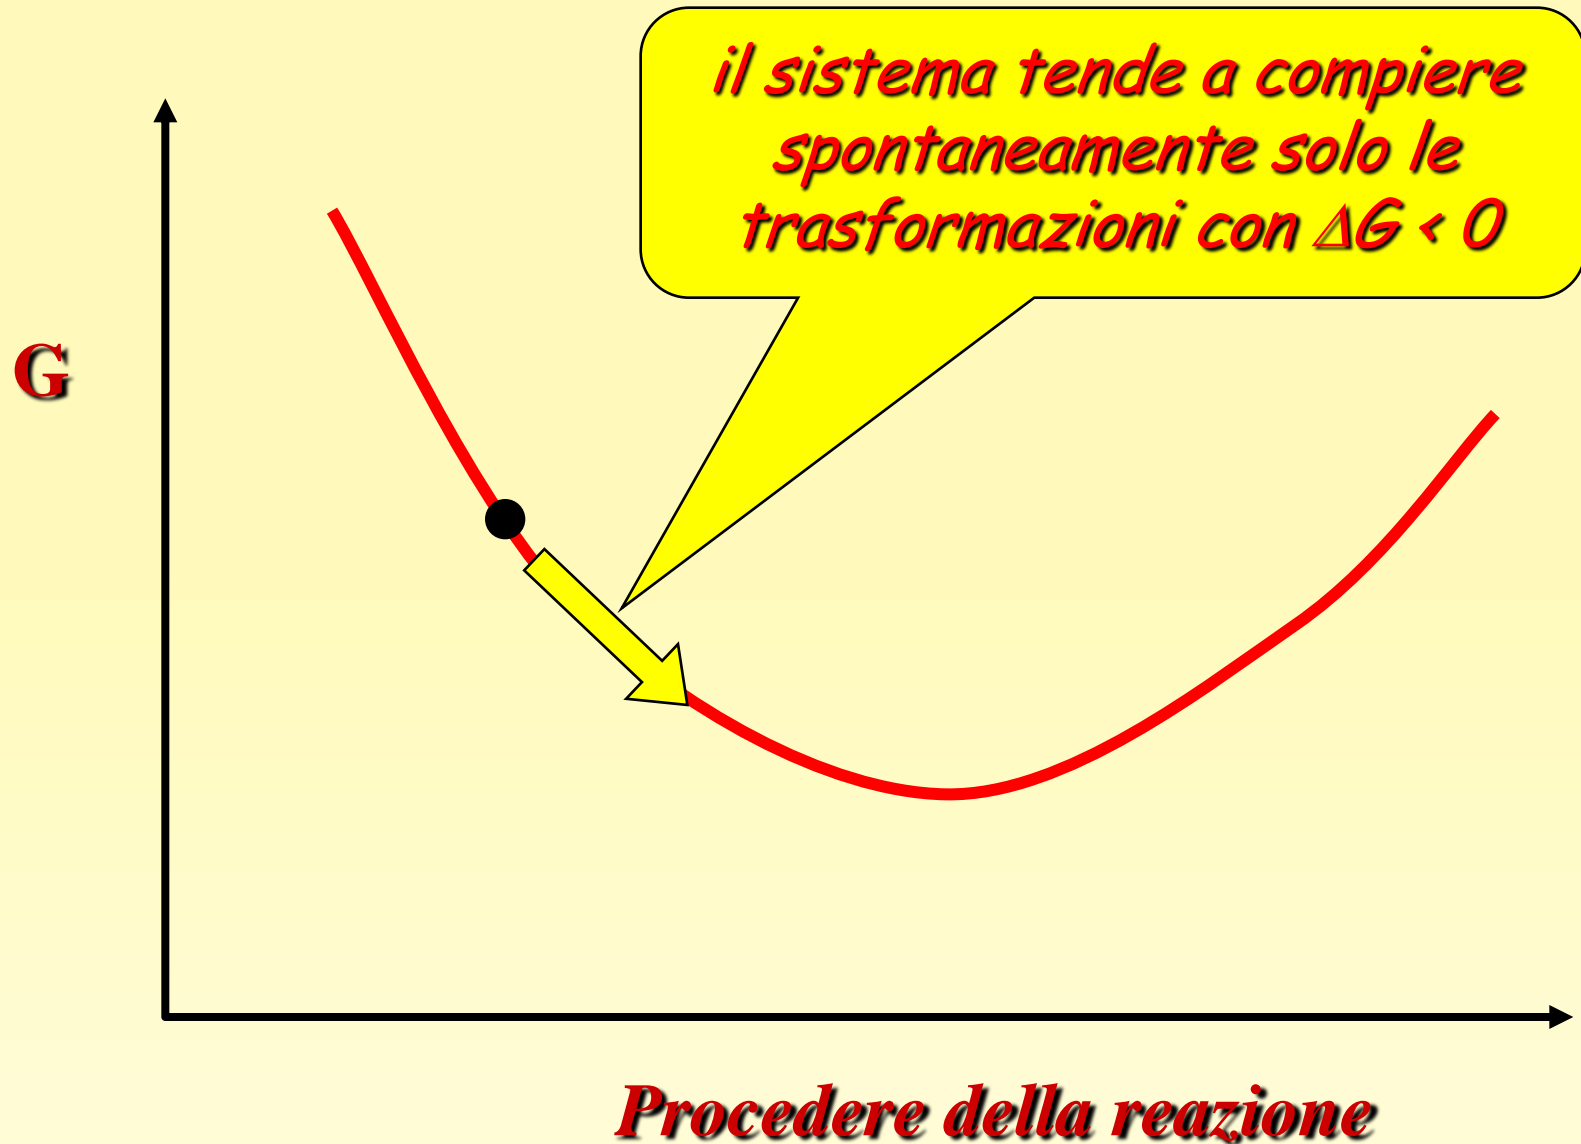 il sistema tende a compiere
spontaneamente solo le
trasformazioni con ΔG < 0
G
Procedere della reazione